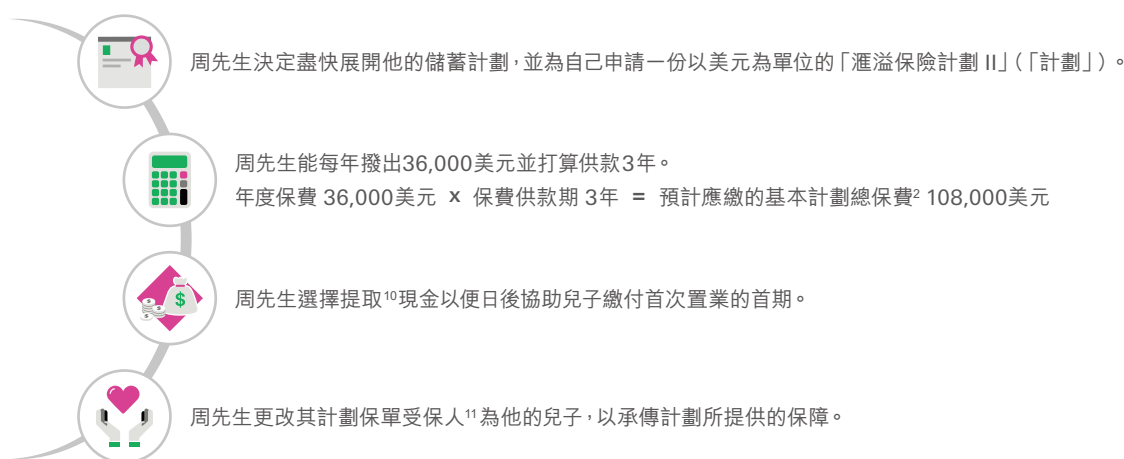 周先生決定盡快展開他的儲蓄計劃，並為自己申請一份以美元為單位的「滙溢保險計劃 II」（「計劃」）。
周先生能每年撥出36,000美元並打算供款3年。
年度保費 36,000美元 x 保費供款期 3年 = 預計應繳的基本計劃總保費² 108,000美元
$
$
$
周先生選擇提取¹⁰現金以便日後協助兒子繳付首次置業的首期。
周先生更改其計劃保單受保人¹¹為他的兒子，以承傳計劃所提供的保障。